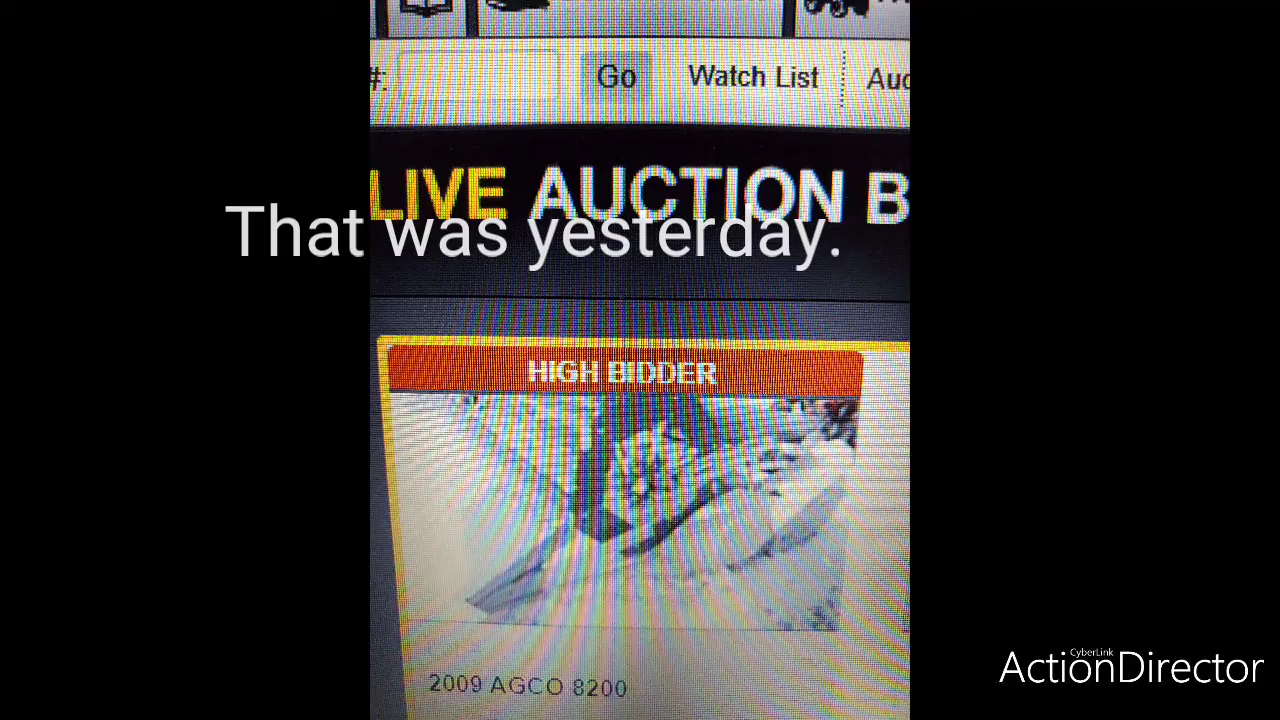 #:
Go
Watch List
LIVE AUCTION
That was yesterday.
HIGH BIDDER
2009 AGCO 8200
CyberLink
ActionDirector